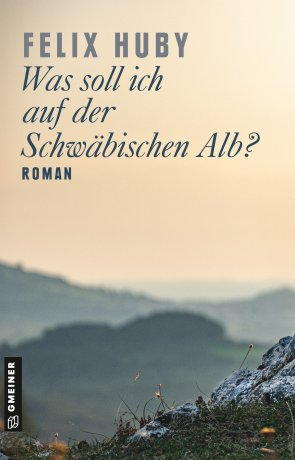 FELIX HUBY
Was soll ich
auf der
Schwäbischen Alb?
ROMAN
GMEINER